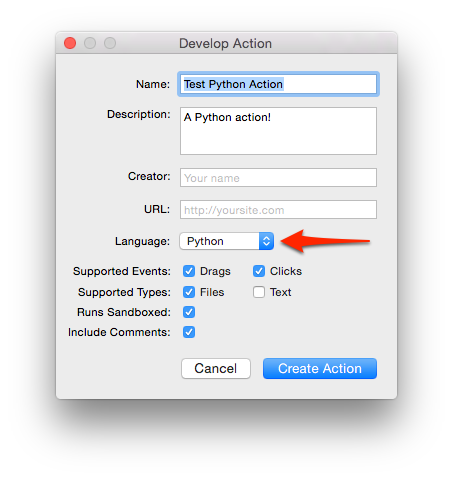 Develop Action
Name: Test Python Action
Description: A Python action!
Creator: Your name
URL: http://yoursite.com
Language: Python
Supported Events: Drags Clicks
Supported Types: Files Text
Runs Sandboxed:
Include Comments:
Cancel Create Action